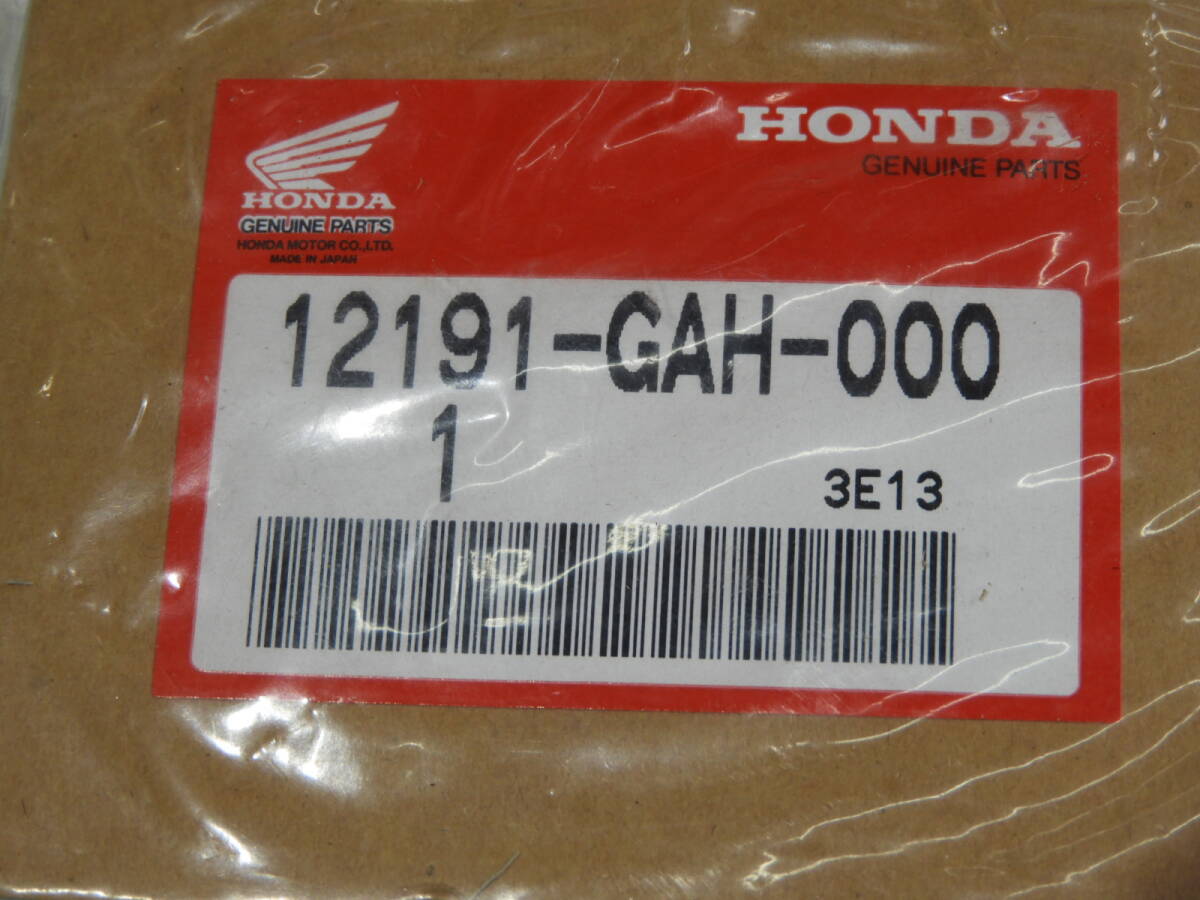 HONDA
GENUINE PARTS
HONDA MOTOR CO.,LTD.
MADE IN JAPAN
HONDA
GENUINE PARTS
12191-GAH-000
1
3E13